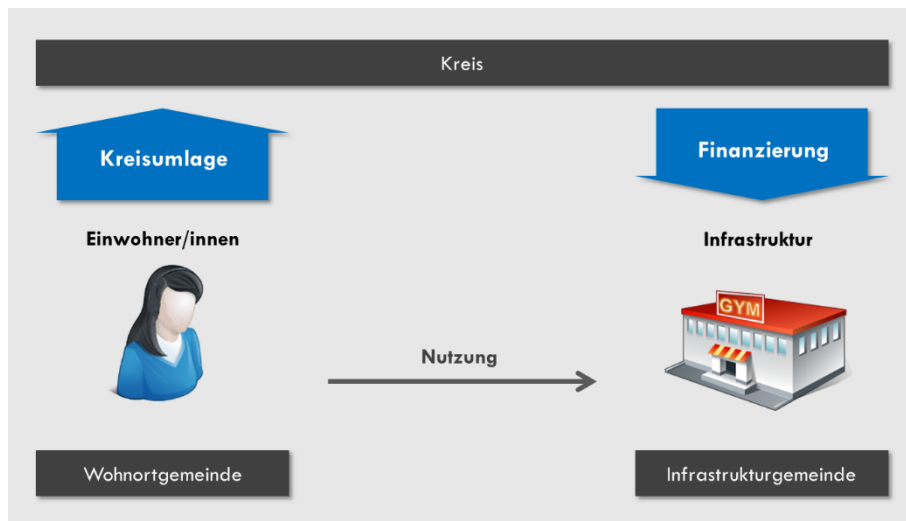 Kreis
Kreisumlage
Finanzierung
Einwohner/innen
Infrastruktur
GYM
Nutzung
Wohnortgemeinde
Infrastrukturgemeinde